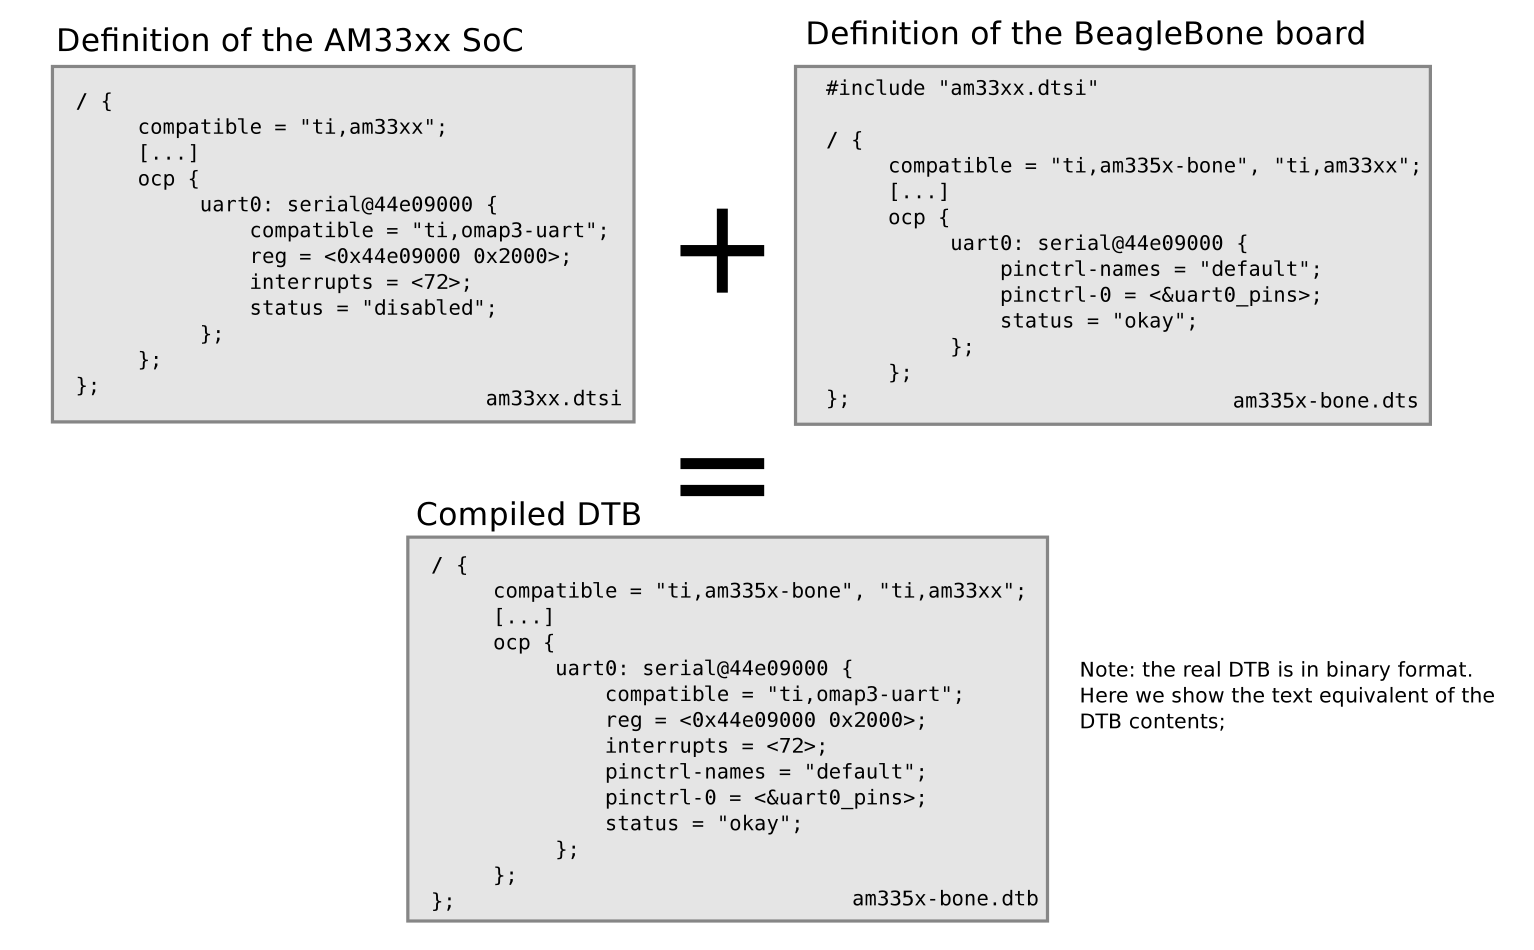 Definition of the AM33xx SoC
/ {
compatible = "ti,am33xx";
[...]
ocp {
uart0: serial@44e09000 {
compatible = "ti,omap3-uart";
reg = <0x44e09000 0x2000>;
interrupts = <72>;
status = "disabled";
};
};
};
am33xx.dtsi
Definition of the BeagleBone board
#include "am33xx.dtsi"
/ {
compatible = "ti,am335x-bone", "ti,am33xx";
[...]
ocp {
uart0: serial@44e09000 {
pinctrl-names = "default";
pinctrl-0 = <&uart0_pins>;
status = "okay";
};
};
};
am335x-bone.dts
+
=
Compiled DTB
/ {
compatible = "ti,am335x-bone", "ti,am33xx";
[...]
ocp {
uart0: serial@44e09000 {
compatible = "ti,omap3-uart";
reg = <0x44e09000 0x2000>;
interrupts = <72>;
pinctrl-names = "default";
pinctrl-0 = <&uart0_pins>;
status = "okay";
};
};
};
am335x-bone.dtb
Note: the real DTB is in binary format.
Here we show the text equivalent of the
DTB contents;